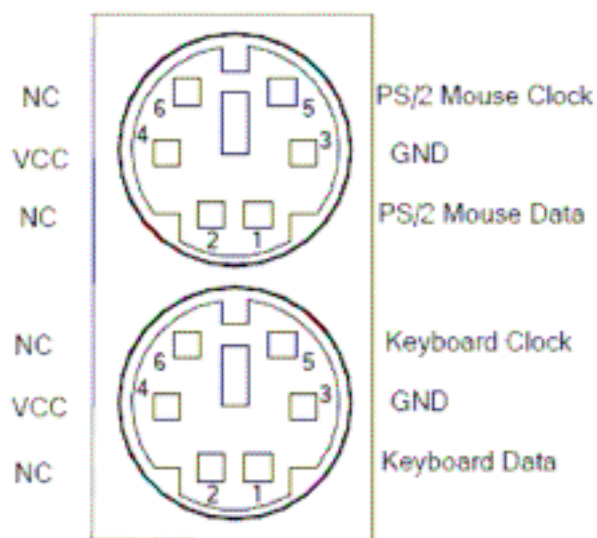 NC 6 5 PS/2 Mouse Clock
VCC 4 3 GND
NC 2 1 PS/2 Mouse Data
NC 6 5 Keyboard Clock
VCC 4 3 GND
NC 2 1 Keyboard Data